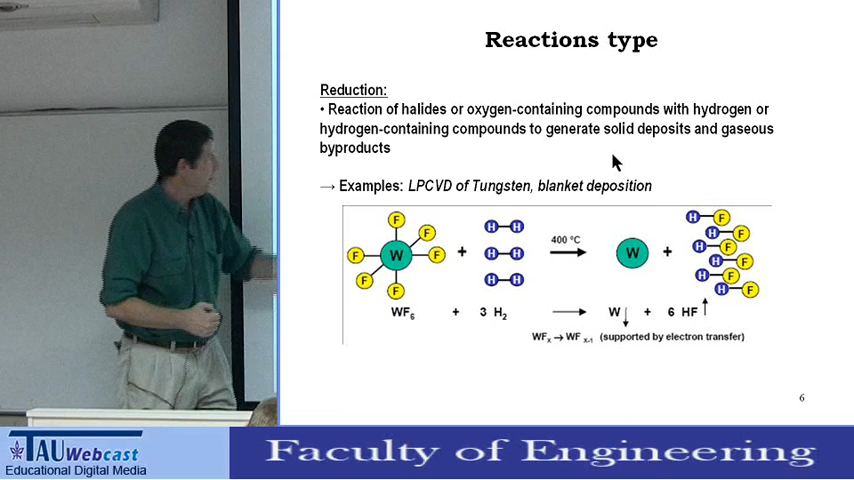 Reactions type
Reduction:
• Reaction of halides or oxygen-containing compounds with hydrogen or
hydrogen-containing compounds to generate solid deposits and gaseous
byproducts
→ Examples: LPCVD of Tungsten, blanket deposition
F F F F F F W + H H H H H H 400 °C W + H F H F H F H F H F H F
WF6 + 3 H2 → W↓ + 6 HF↑
WFx → WF x-1 (supported by electron transfer)
6
TAU Webcast
Educational Digital Media
Faculty of Engineering